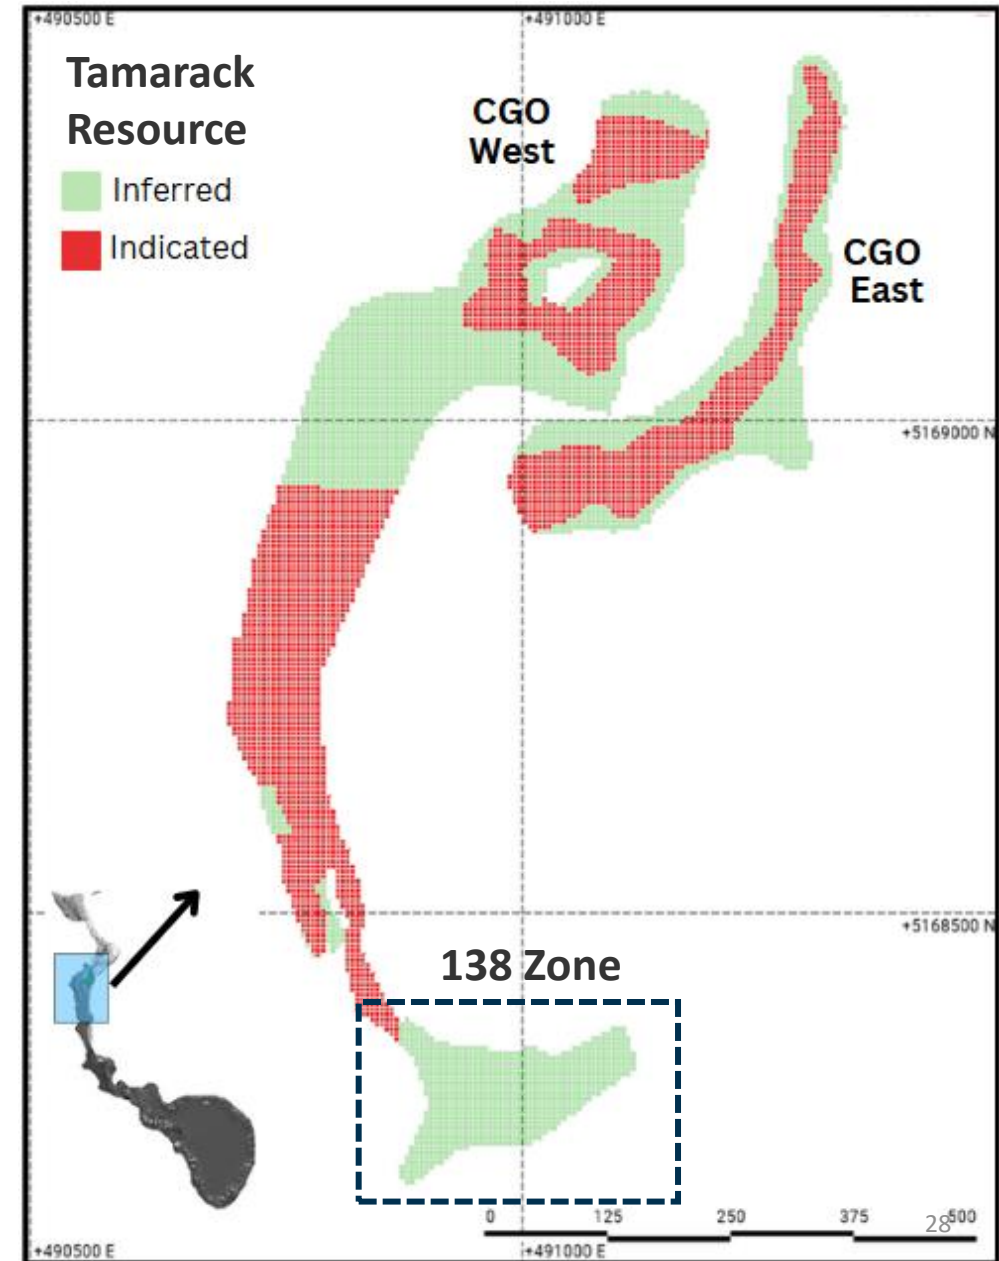 +490500 E
+491000 E
Tamarack
Resource
Inferred
Indicated
CGO
West
CGO
East
+5169000 N
+5168500 N
138 Zone
0 125 250 375 500
28
+490500 E
+491000 E